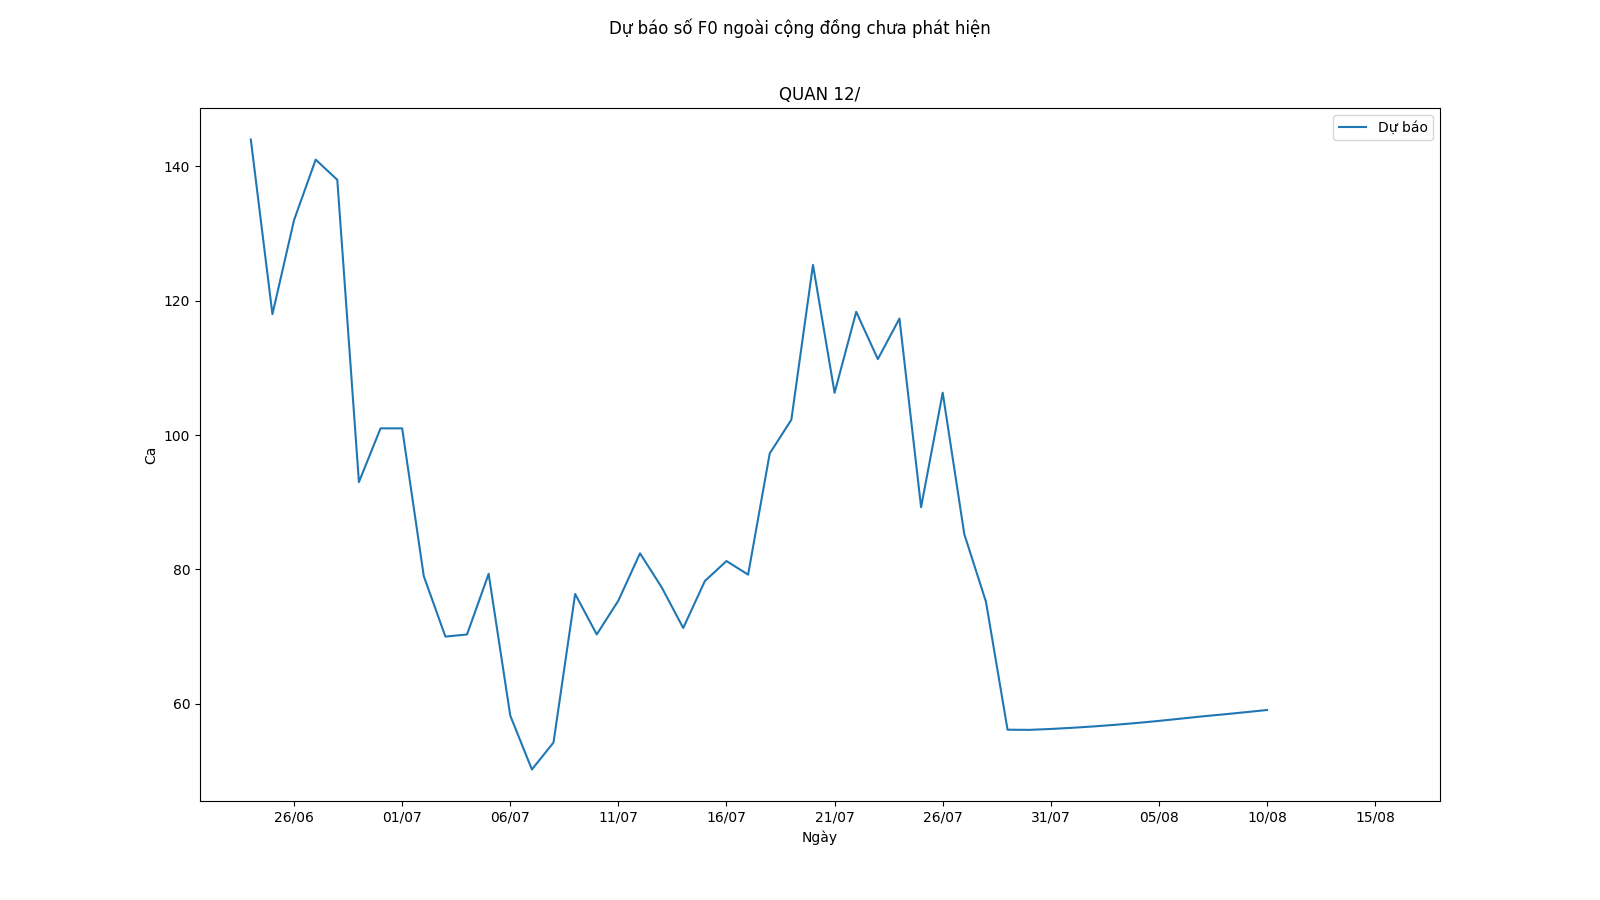 Dự báo số F0 ngoài cộng đồng chưa phát hiện
QUAN 12/
Dự báo
140
120
100
80
60
Ca
26/06 01/07 06/07 11/07 16/07 21/07 26/07 31/07 05/08 10/08 15/08
Ngày